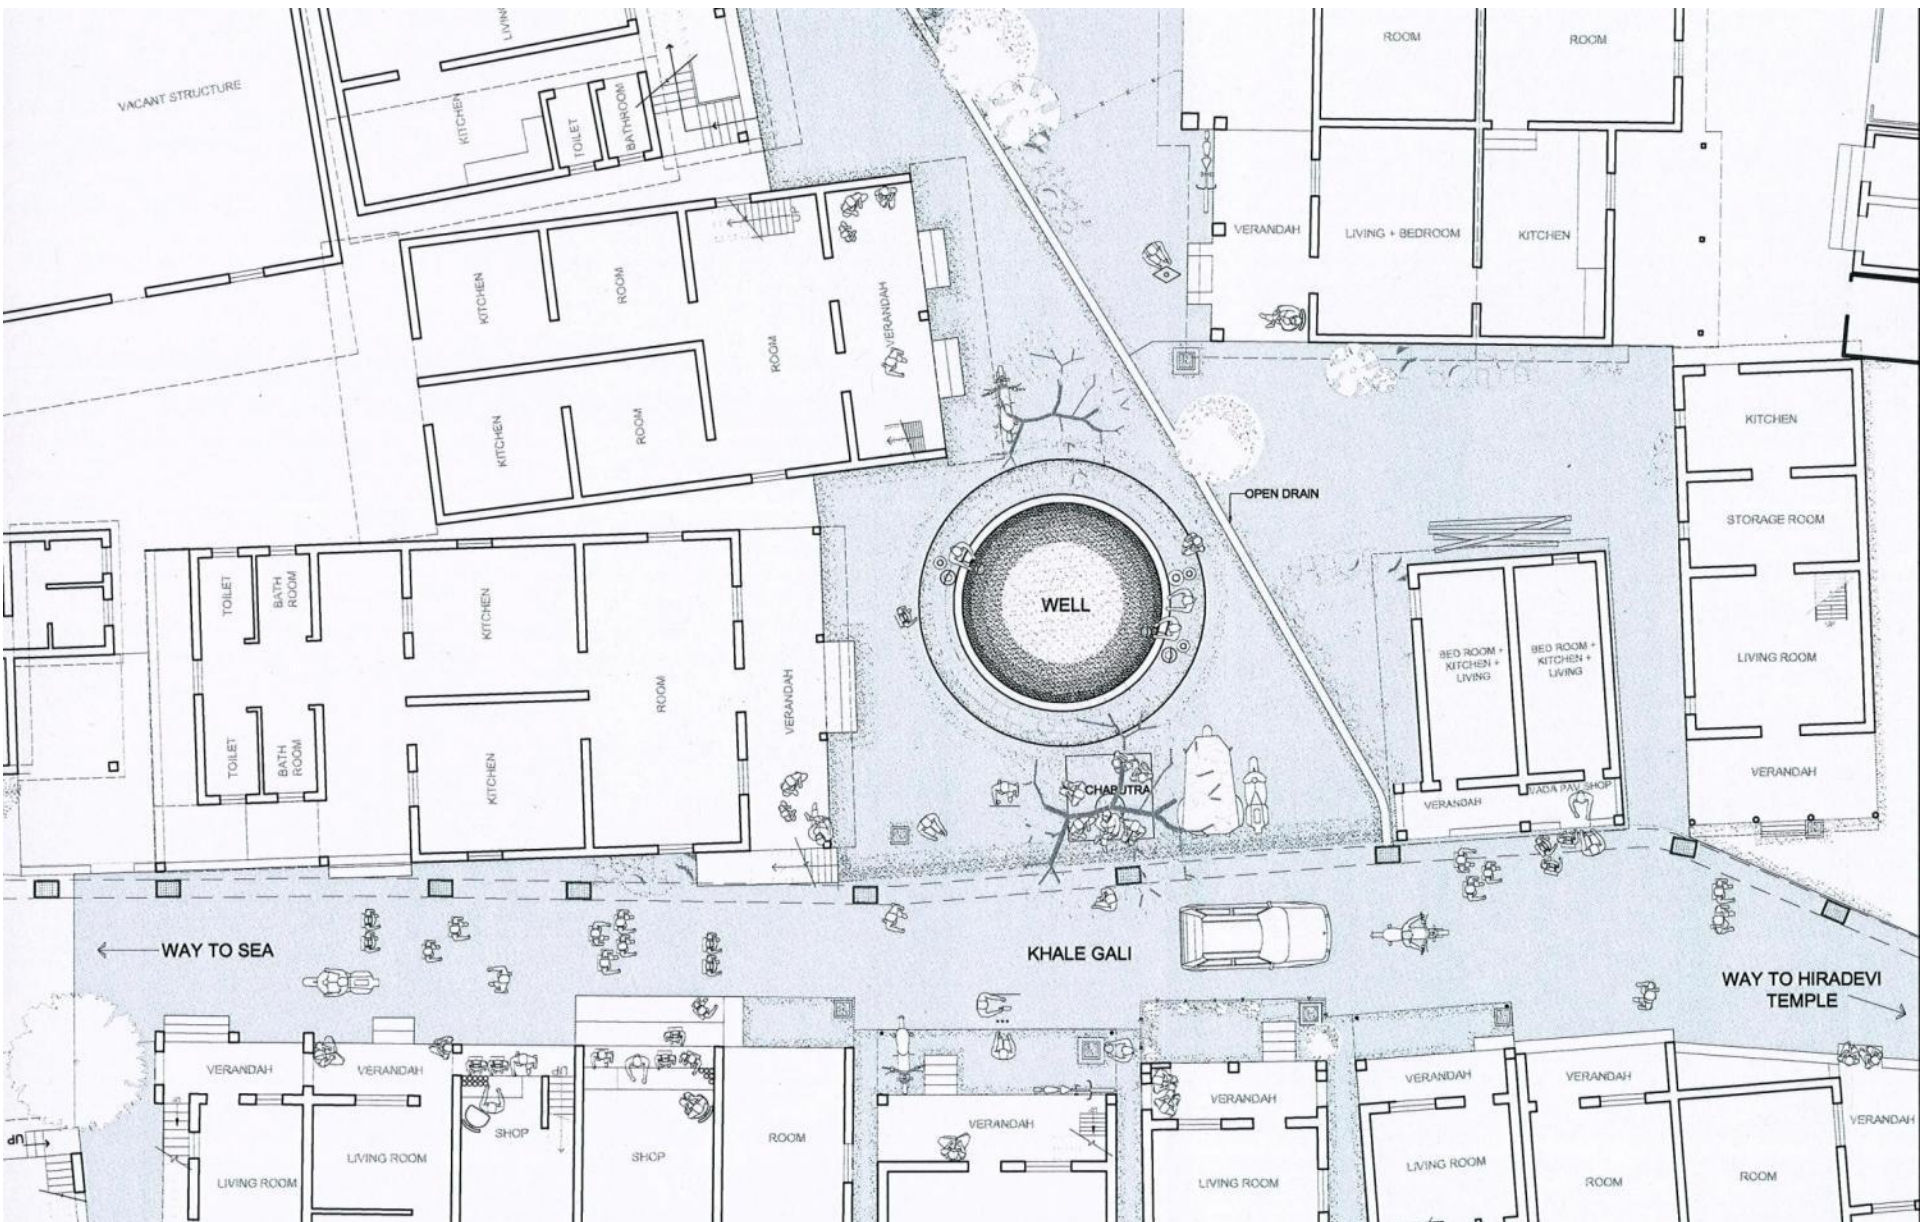 VACANT STRUCTURE
KITCHEN
TOILET
BATHROOM
ROOM
ROOM
VERANDAH
LIVING + BEDROOM
KITCHEN
KITCHEN
ROOM
ROOM
VERANDAH
UP
KITCHEN
ROOM
KITCHEN
STORAGE ROOM
LIVING ROOM
UP
VERANDAH
OPEN DRAIN
WELL
TOILET
BATH
ROOM
KITCHEN
ROOM
VERANDAH
TOILET
BATH
ROOM
KITCHEN
BED ROOM +
KITCHEN +
LIVING
BED ROOM +
KITCHEN +
LIVING
VERANDAH
VADA PAV SHOP
CHABUTRA
WAY TO SEA
KHALE GALI
WAY TO HIRADEVI
TEMPLE
VERANDAH
VERANDAH
UP
SHOP
SHOP
ROOM
VERANDAH
VERANDAH
VERANDAH
VERANDAH
VERANDAH
UP
LIVING ROOM
LIVING ROOM
LIVING ROOM
LIVING ROOM
ROOM
ROOM